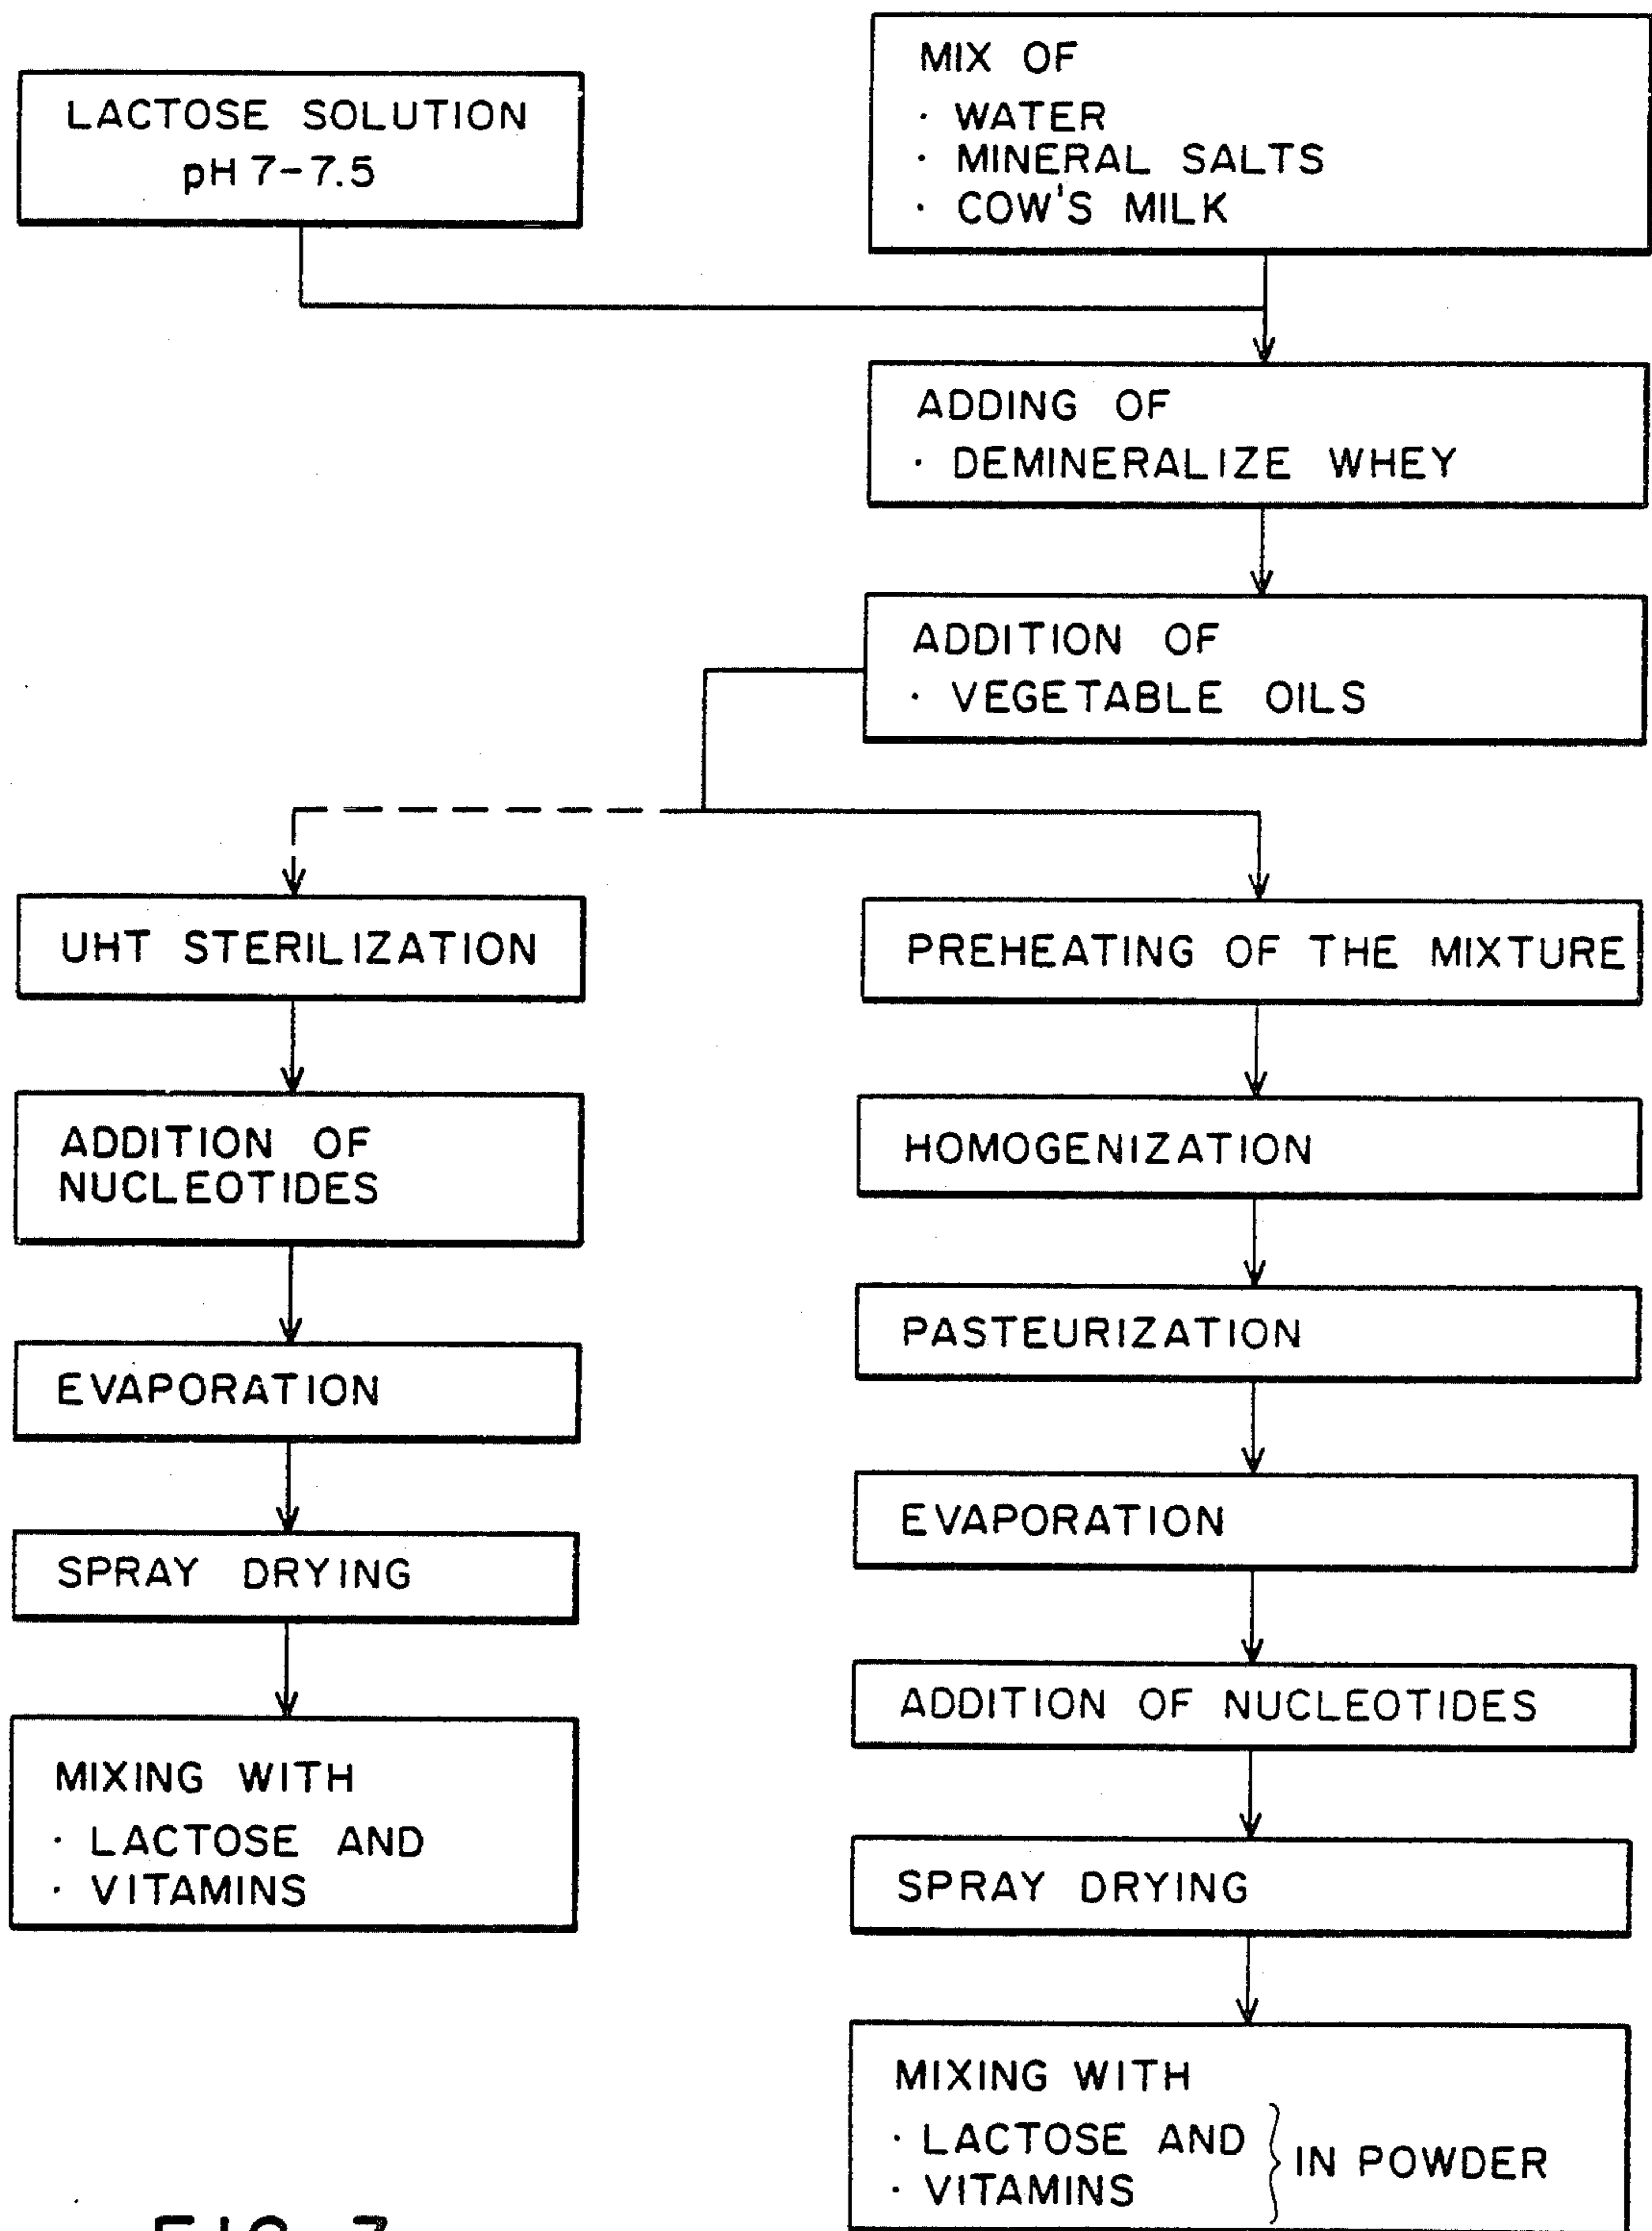 LACTOSE SOLUTION
pH 7-7.5
MIX OF
· WATER
· MINERAL SALTS
· COW'S MILK
ADDING OF
· DEMINERALIZE WHEY
ADDITION OF
· VEGETABLE OILS
UHT STERILIZATION
ADDITION OF
NUCLEOTIDES
EVAPORATION
SPRAY DRYING
MIXING WITH
· LACTOSE AND
· VITAMINS
PREHEATING OF THE MIXTURE
HOMOGENIZATION
PASTEURIZATION
EVAPORATION
ADDITION OF NUCLEOTIDES
SPRAY DRYING
MIXING WITH
· LACTOSE AND
· VITAMINS
} IN POWDER